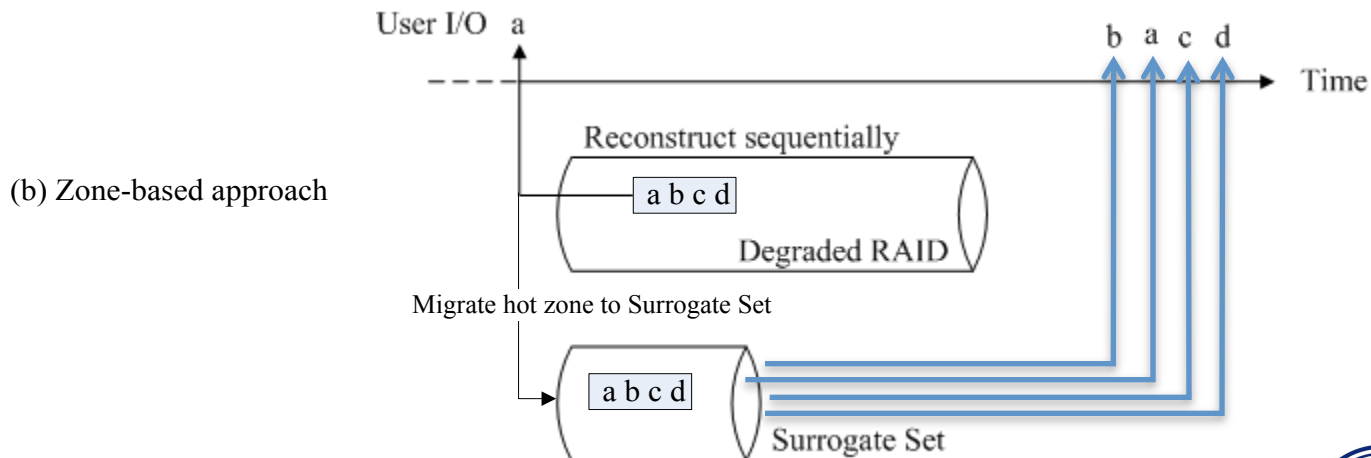 User I/O a
b a c d
Time
Reconstruct sequentially
(b) Zone-based approach
a b c d
Degraded RAID
Migrate hot zone to Surrogate Set
a b c d
Surrogate Set